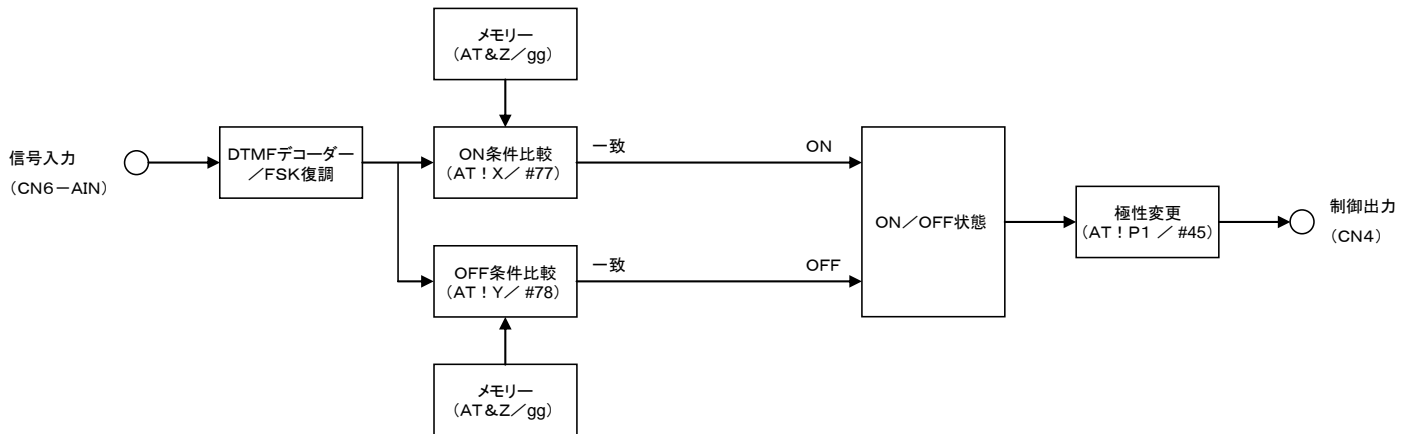 メモリー
(AT&Z/gg)
信号入力
(CN6-AIN)
DTMFデコーダー
/FSK復調
ON条件比較
(AT!X/ #77)
一致
ON
ON/OFF状態
極性変更
(AT!P1 / #45)
制御出力
(CN4)
OFF条件比較
(AT!Y/ #78)
一致
OFF
メモリー
(AT&Z/gg)